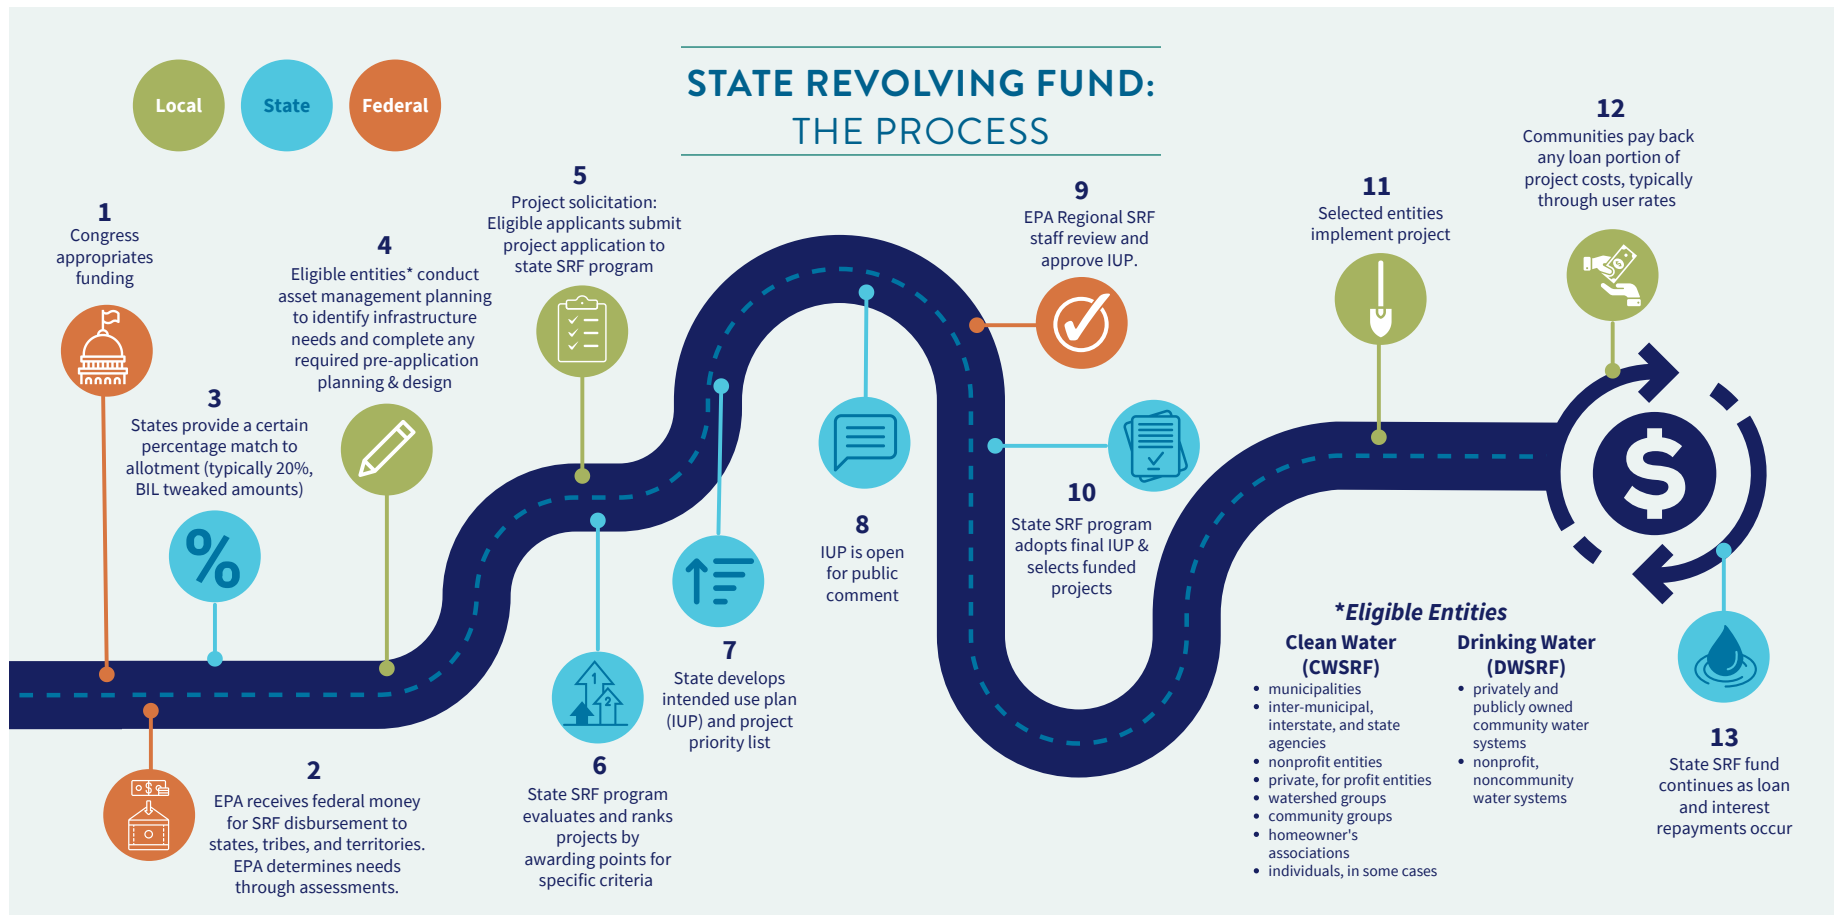 STATE REVOLVING FUND:
THE PROCESS
Local
State
Federal
1
Congress
appropriates
funding
2
EPA receives federal money
for SRF disbursement to
states, tribes, and territories.
EPA determines needs
through assessments.
3
States provide a certain
percentage match to
allotment (typically 20%,
BIL tweaked amounts)
%
4
Eligible entities* conduct
asset management planning
to identify infrastructure
needs and complete any
required pre-application
planning & design
5
Project solicitation:
Eligible applicants submit
project application to
state SRF program
1
2
6
State SRF program
evaluates and ranks
projects by
awarding points for
specific criteria
7
State develops
intended use plan
(IUP) and project
priority list
8
IUP is open
for public
comment
9
EPA Regional SRF
staff review and
approve IUP.
10
State SRF program
adopts final IUP &
selects funded
projects
11
Selected entities
implement project
12
Communities pay back
any loan portion of
project costs, typically
through user rates
$
13
State SRF fund
continues as loan
and interest
repayments occur
*Eligible Entities
Clean Water
(CWSRF)
• municipalities
• inter-municipal,
interstate, and state
agencies
• nonprofit entities
• private, for profit entities
• watershed groups
• community groups
• homeowner's
associations
• individuals, in some cases
Drinking Water
(DWSRF)
• privately and
publicly owned
community water
systems
• nonprofit,
noncommunity
water systems